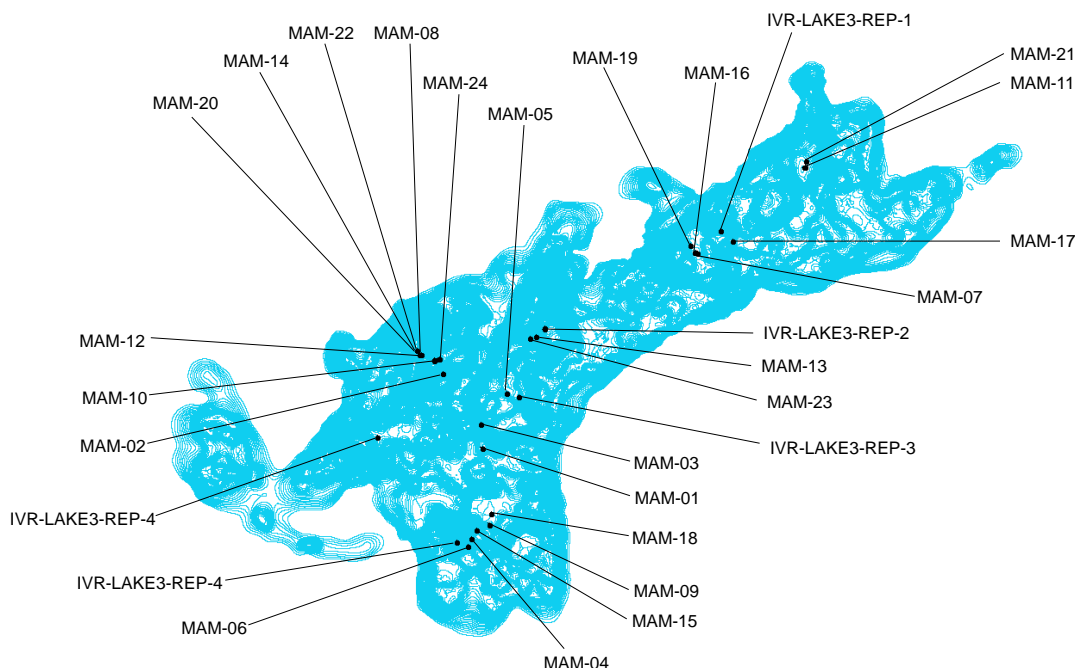 IVR-LAKE3-REP-1
MAM-22
MAM-08
MAM-19
MAM-21
MAM-14
MAM-16
MAM-24
MAM-11
MAM-20
MAM-05
MAM-17
MAM-07
IVR-LAKE3-REP-2
MAM-12
MAM-13
MAM-10
MAM-23
MAM-02
IVR-LAKE3-REP-3
MAM-03
MAM-01
IVR-LAKE3-REP-4
MAM-18
IVR-LAKE3-REP-4
MAM-09
MAM-15
MAM-06
MAM-04